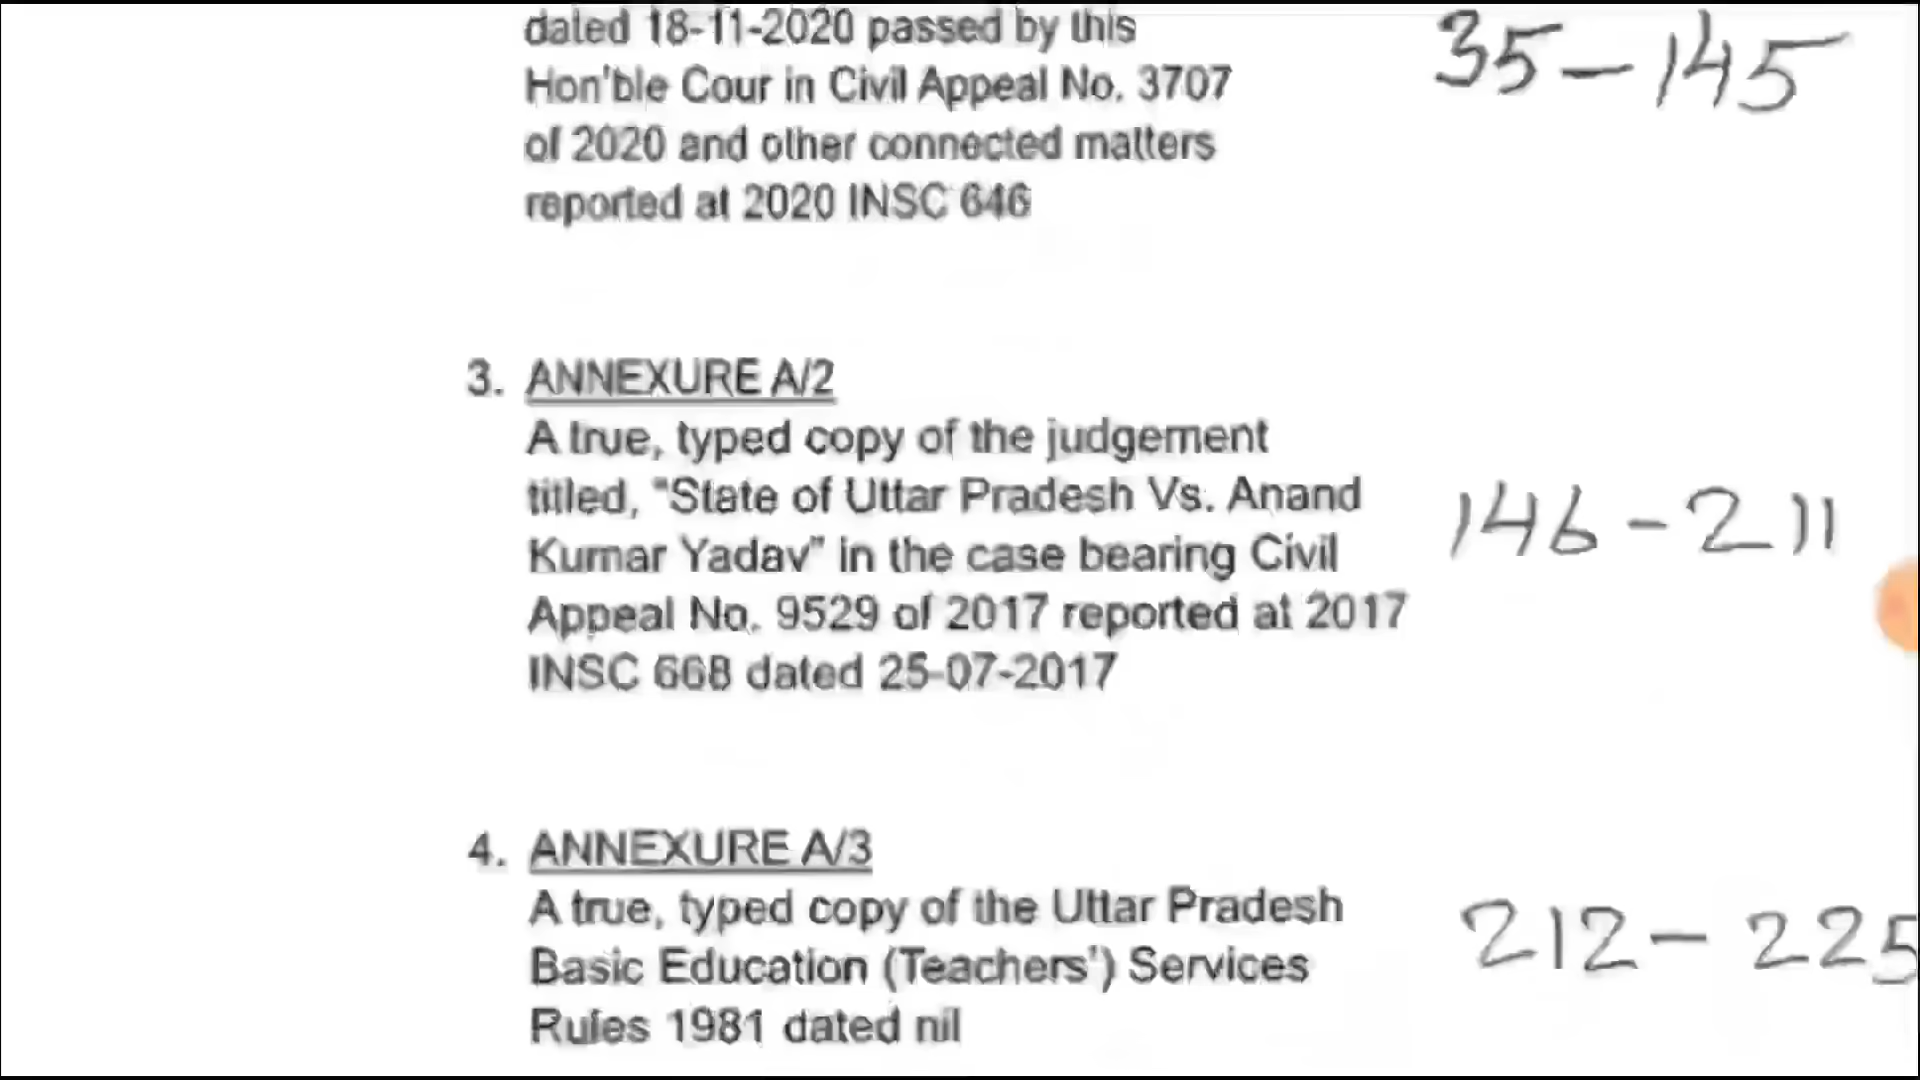 dated 18-11-2020 passed by this
35-145
Hon'ble Cour in Civil Appeal No. 3707
of 2020 and other connected matters
reported at 2020 INSC 646
3. ANNEXURE A/2
A true, typed copy of the judgement
titled, "State of Uttar Pradesh Vs. Anand
146-211
Kumar Yadav" in the case bearing Civil
Appeal No. 9529 of 2017 reported at 2017
INSC 668 dated 25-07-2017
4. ANNEXURE A/3
A true, typed copy of the Uttar Pradesh
212-225
Basic Education (Teachers') Services
Rules 1981 dated nil